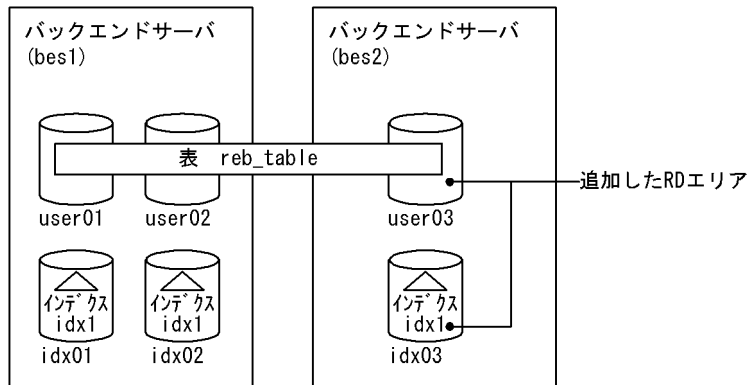 バックエンドサーバ
(bes1)
バックエンドサーバ
(bes2)
表 reb_table
追加したRDエリア
user01
user02
user03
インデクス
idx1
インデクス
idx1
インデクス
idx1
idx01
idx02
idx03